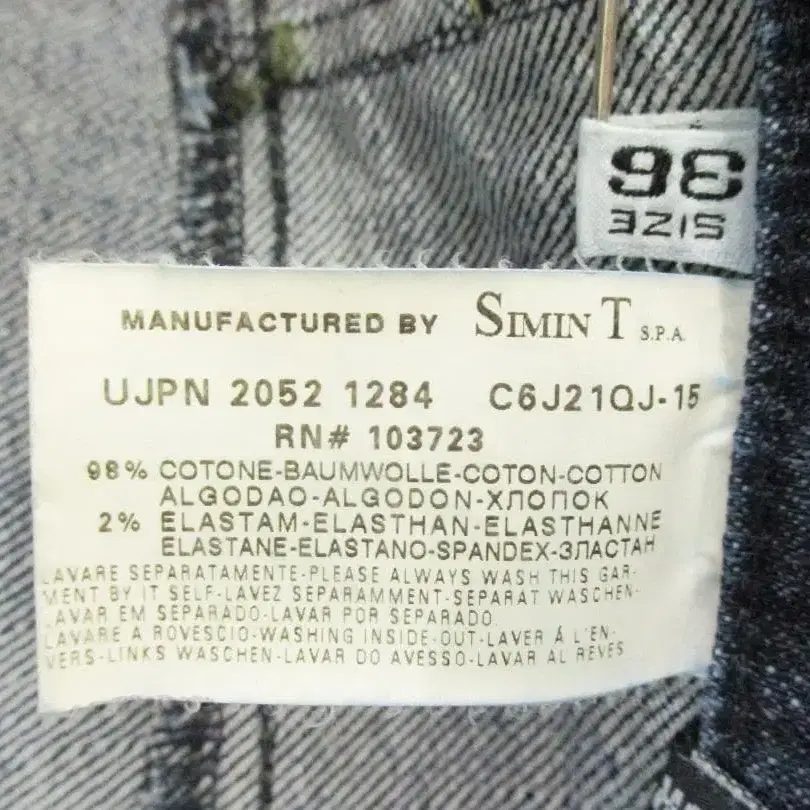 SIZE
36
MANUFACTURED BY SIMIN T S.P.A.
UJPN 2052 1284 C6J21QJ-15
RN# 103723
98% COTONE-BAUMWOLLE-COTON-COTTON
ALGODAO-ALGODON-ХЛОПОК
2% ELASTAM-ELASTHAN-ELASTHANNE
ELASTANE-ELASTANO-SPANDEX-ЭЛАСТАН
LAVARE SEPARATAMENTE-PLEASE ALWAYS WASH THIS GAR-
MENT BY IT SELF-LAVEZ SEPARAMMENT-SEPARAT WASCHEN-
LAVAR EM SEPARADO-LAVAR POR SEPARADO
LAVARE A ROVESCIO-WASHING INSIDE-OUT-LAVER Á L'EN-
VERS-LINKS WASCHEN-LAVAR DO AVESSO-LAVAR AL REVES